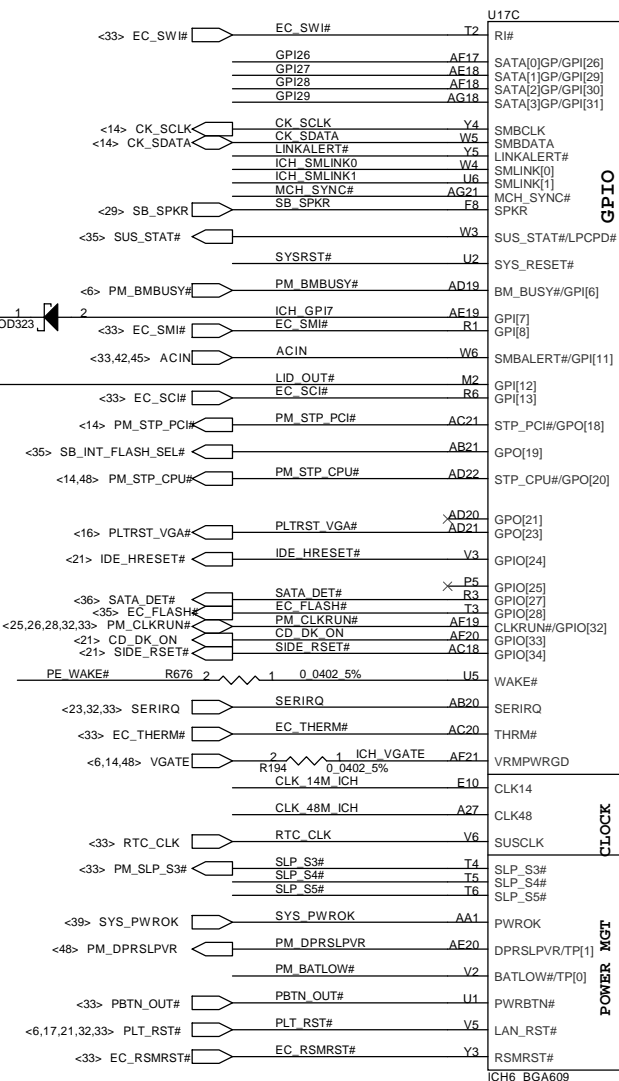 U17C
<33> EC_SWI# EC_SWI# T2 RI#
GPI26 AF17 SATA[0]GP/GPI[26]
GPI27 AE18 SATA[1]GP/GPI[29]
GPI28 AF18 SATA[2]GP/GPI[30]
GPI29 AG18 SATA[3]GP/GPI[31]
<14> CK_SCLK CK_SCLK Y4 SMBCLK
<14> CK_SDATA CK_SDATA W5 SMBDATA
LINKALERT# Y5 LINKALERT#
ICH_SMLINK0 W4 SMLINK[0]
ICH_SMLINK1 U6 SMLINK[1]
MCH_SYNC# AG21 MCH_SYNC#
<29> SB_SPKR SB_SPKR F8 SPKR
GPIO
<35> SUS_STAT# W3 SUS_STAT#/LPCPD#
SYSRST# U2 SYS_RESET#
<6> PM_BMBUSY# PM_BMBUSY# AD19 BM_BUSY#/GPI[6]
1 2 ICH_GPI7 AE19 GPI[7]
OD323
<33> EC_SMI# EC_SMI# R1 GPI[8]
<33,42,45> ACIN ACIN W6 SMBALERT#/GPI[11]
LID_OUT# M2 GPI[12]
<33> EC_SCI# EC_SCI# R6 GPI[13]
<14> PM_STP_PCI# PM_STP_PCI# AC21 STP_PCI#/GPO[18]
<35> SB_INT_FLASH_SEL# AB21 GPO[19]
<14,48> PM_STP_CPU# PM_STP_CPU# AD22 STP_CPU#/GPO[20]
AD20 GPO[21]
<16> PLTRST_VGA# PLTRST_VGA# AD21 GPO[23]
<21> IDE_HRESET# IDE_HRESET# V3 GPIO[24]
P5 GPIO[25]
<36> SATA_DET# SATA_DET# R3 GPIO[27]
<35> EC_FLASH# EC_FLASH# T3 GPIO[28]
<25,26,28,32,33> PM_CLKRUN# PM_CLKRUN# AF19 CLKRUN#/GPIO[32]
<21> CD_DK_ON CD_DK_ON AF20 GPIO[33]
<21> SIDE_RSET# SIDE_RSET# AC18 GPIO[34]
PE_WAKE# R676 2 1 0_0402_5% U5 WAKE#
<23,32,33> SERIRQ SERIRQ AB20 SERIRQ
<33> EC_THERM# EC_THERM# AC20 THRM#
<6,14,48> VGATE 2 1 ICH_VGATE AF21 VRMPWRGD
R194 0_0402_5%
CLK_14M_ICH E10 CLK14
CLK_48M_ICH A27 CLK48
CLOCK
<33> RTC_CLK RTC_CLK V6 SUSCLK
<33> PM_SLP_S3# SLP_S3# T4 SLP_S3#
SLP_S4# T5 SLP_S4#
SLP_S5# T6 SLP_S5#
<39> SYS_PWROK SYS_PWROK AA1 PWROK
<48> PM_DPRSLPVR PM_DPRSLPVR AE20 DPRSLPVR/TP[1]
PM_BATLOW# V2 BATLOW#/TP[0]
POWER MGT
<33> PBTN_OUT# PBTN_OUT# U1 PWRBTN#
<6,17,21,32,33> PLT_RST# PLT_RST# V5 LAN_RST#
<33> EC_RSMRST# EC_RSMRST# Y3 RSMRST#
ICH6_BGA609